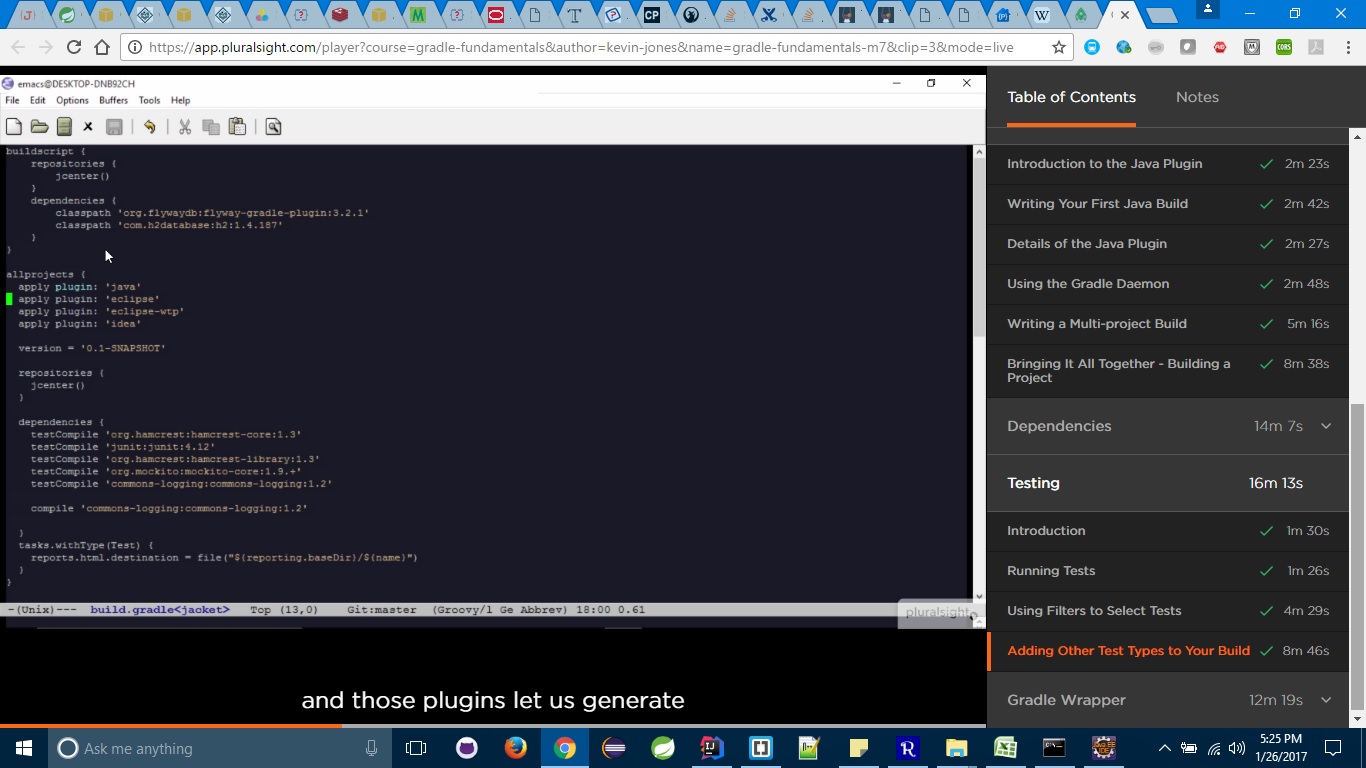 https://app.pluralsight.com/player?course=gradle-fundamentals&author=kevin-jones&name=gradle-fundamentals-m7&clip=3&mode=live
emacs@DESKTOP-DNB92CH
File Edit Options Buffers Tools Help
buildscript {
repositories {
jcenter()
}
dependencies {
classpath 'org.flywaydb:flyway-gradle-plugin:3.2.1'
classpath 'com.h2database:h2:1.4.187'
}
}
allprojects {
apply plugin: 'java'
apply plugin: 'eclipse'
apply plugin: 'eclipse-wtp'
apply plugin: 'idea'
version = '0.1-SNAPSHOT'
repositories {
jcenter()
}
dependencies {
testCompile 'org.hamcrest:hamcrest-core:1.3'
testCompile 'junit:junit:4.12'
testCompile 'org.hamcrest:hamcrest-library:1.3'
testCompile 'org.mockito:mockito-core:1.9.+'
testCompile 'commons-logging:commons-logging:1.2'
compile 'commons-logging:commons-logging:1.2'
}
tasks.withType(Test) {
reports.html.destination = file("${reporting.baseDir}/${name}")
}
}
-(Unix)--- build.gradle<jacket> Top (13,0) Git:master (Groovy/l Ge Abbrev) 18:00 0.61
pluralsight
and those plugins let us generate
Table of Contents Notes
Introduction to the Java Plugin 2m 23s
Writing Your First Java Build 2m 42s
Details of the Java Plugin 2m 27s
Using the Gradle Daemon 2m 48s
Writing a Multi-project Build 5m 16s
Bringing It All Together - Building a 8m 38s
Project
Dependencies 14m 7s
Testing 16m 13s
Introduction 1m 30s
Running Tests 1m 26s
Using Filters to Select Tests 4m 29s
Adding Other Test Types to Your Build 8m 46s
Gradle Wrapper 12m 19s
Ask me anything
5:25 PM
1/26/2017